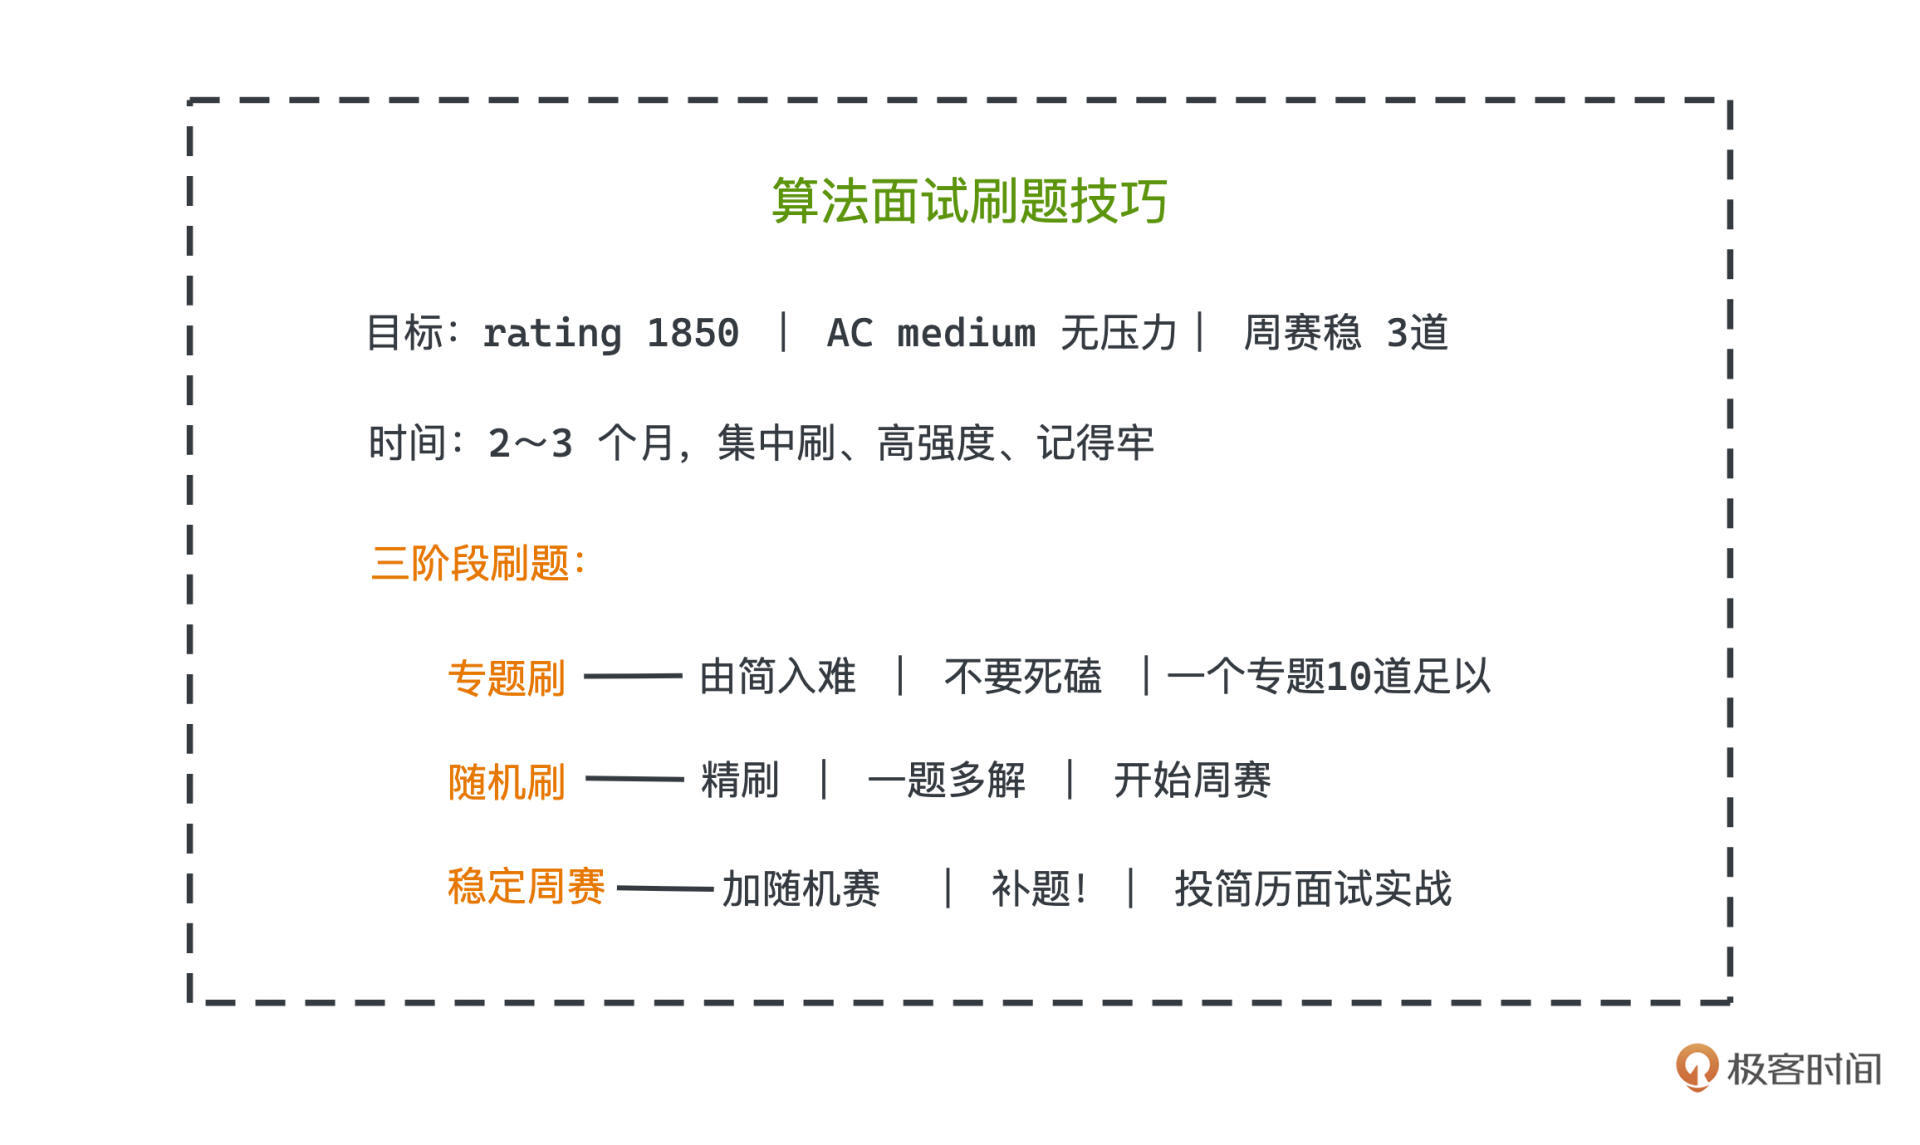 算法面试刷题技巧
目标：rating 1850 | AC medium 无压力 | 周赛稳 3道
时间：2～3 个月，集中刷、高强度、记得牢
三阶段刷题：
专题刷 —— 由简入难 | 不要死磕 | 一个专题10道足以
随机刷 —— 精刷 | 一题多解 | 开始周赛
稳定周赛 —— 加随机赛 | 补题！ | 投简历面试实战
极客时间